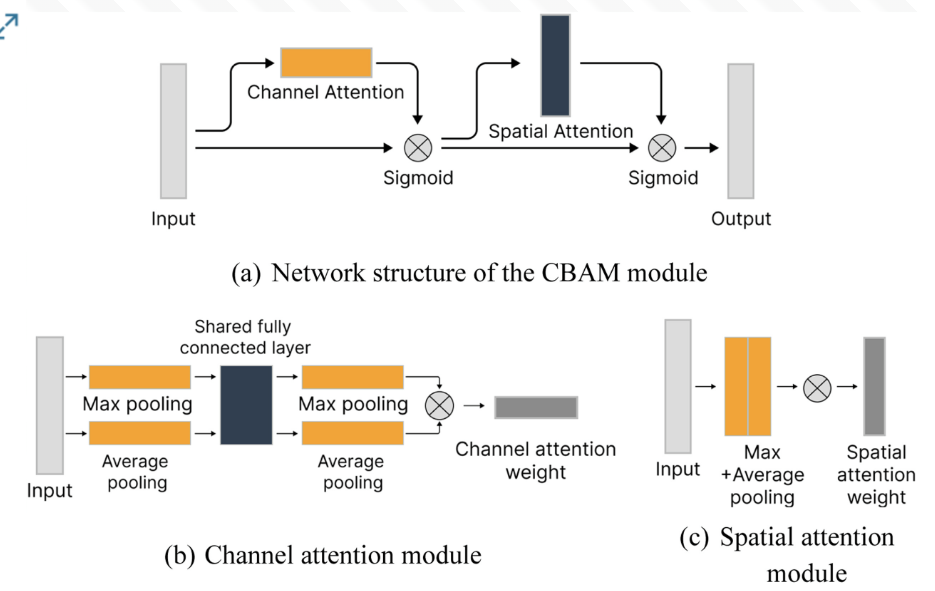 Channel Attention
Spatial Attention
Sigmoid
Sigmoid
Input
Output
(a) Network structure of the CBAM module
Shared fully
connected layer
Max pooling
Max pooling
Average
pooling
Average
pooling
Input
Channel attention
weight
(b) Channel attention module
Input
Max
+Average
pooling
Spatial
attention
weight
(c) Spatial attention
module